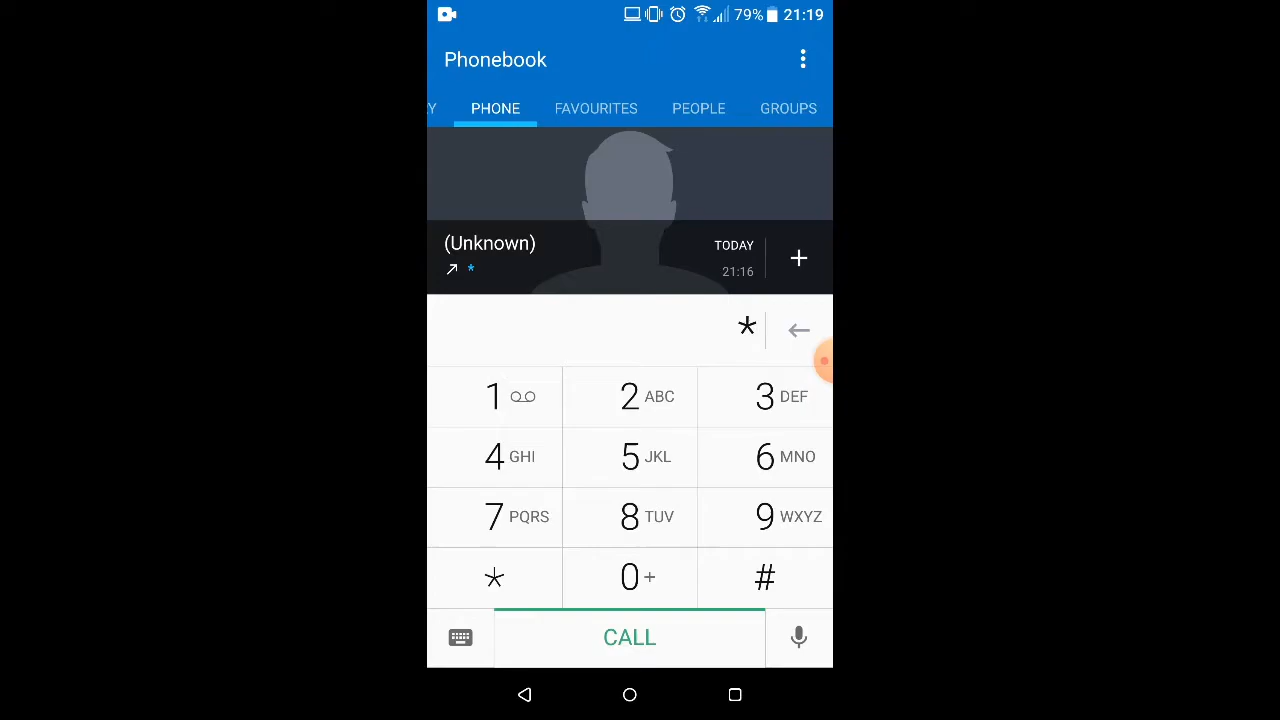 79% 21:19
Phonebook
Y PHONE FAVOURITES PEOPLE GROUPS
(Unknown) TODAY
* 21:16
*
1 2 ABC 3 DEF
4 GHI 5 JKL 6 MNO
7 PQRS 8 TUV 9 WXYZ
* 0 + #
CALL